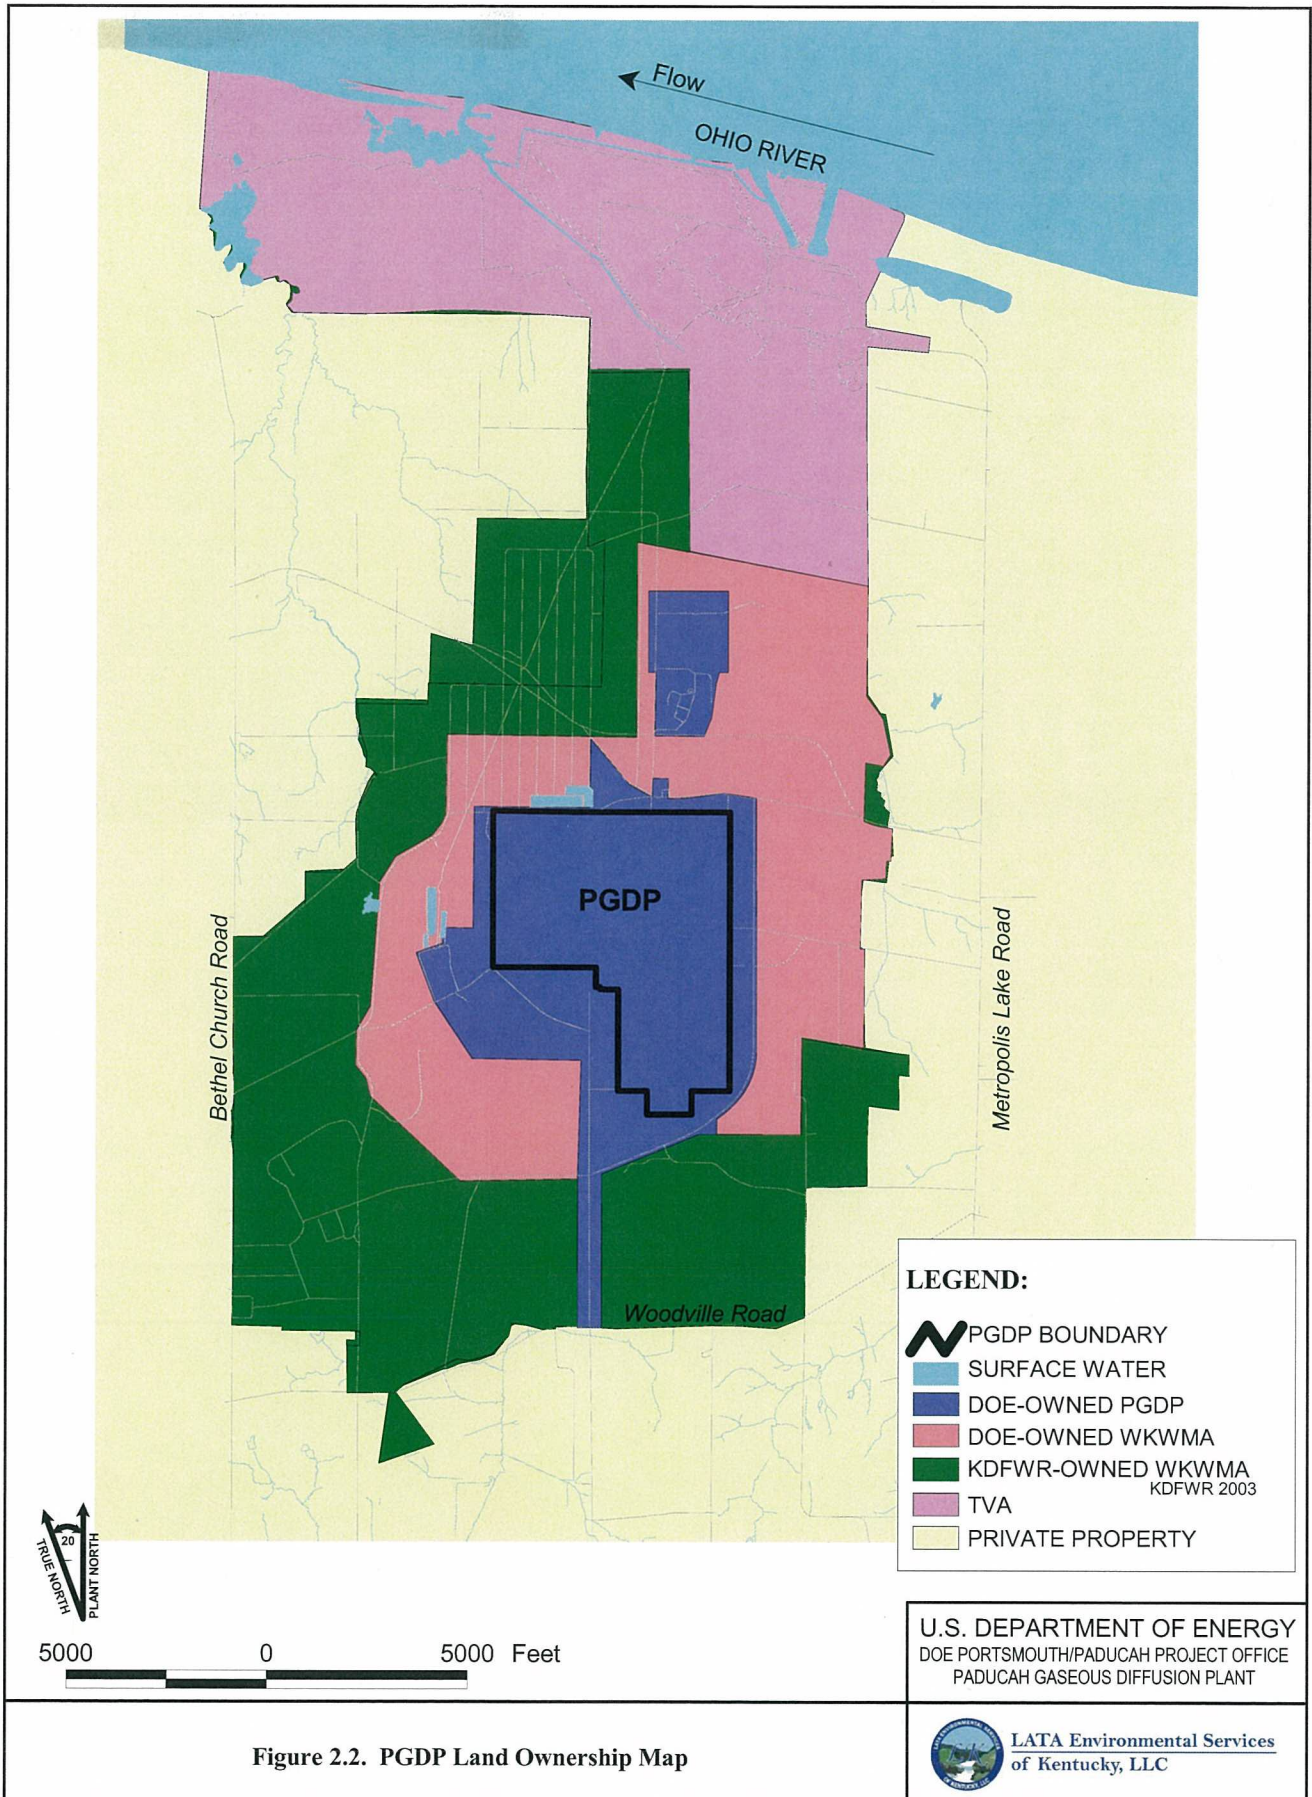 Flow
OHIO RIVER
PGDP
Bethel Church Road
Metropolis Lake Road
Woodville Road
LEGEND:
PGDP BOUNDARY
SURFACE WATER
DOE-OWNED PGDP
DOE-OWNED WKWMA
KDFWR-OWNED WKWMA
KDFWR 2003
TVA
PRIVATE PROPERTY
20
TRUE NORTH
PLANT NORTH
5000 0 5000 Feet
U.S. DEPARTMENT OF ENERGY
DOE PORTSMOUTH/PADUCAH PROJECT OFFICE
PADUCAH GASEOUS DIFFUSION PLANT
Figure 2.2. PGDP Land Ownership Map
LATA Environmental Services
of Kentucky, LLC